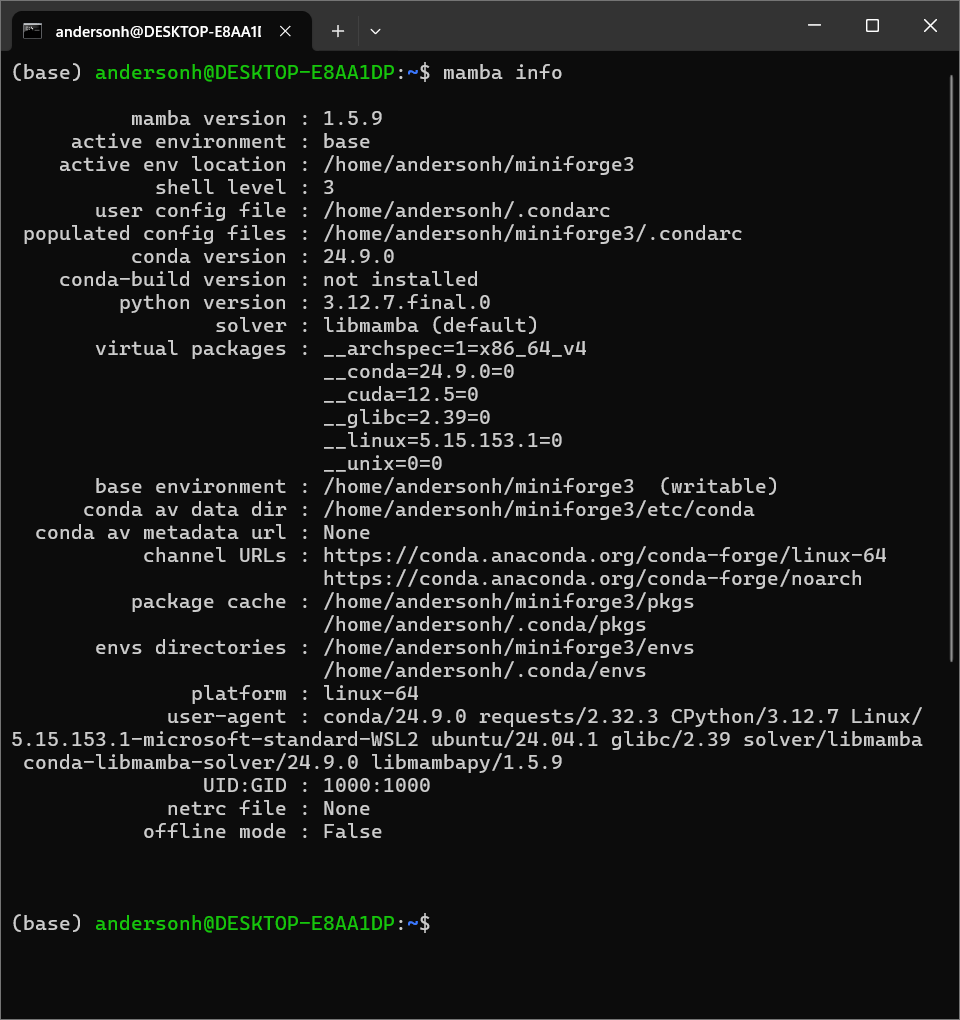 andersonh@DESKTOP-E8AA1D
(base) andersonh@DESKTOP-E8AA1DP:~$ mamba info
mamba version : 1.5.9
active environment : base
active env location : /home/andersonh/miniforge3
shell level : 3
user config file : /home/andersonh/.condarc
populated config files : /home/andersonh/miniforge3/.condarc
conda version : 24.9.0
conda-build version : not installed
python version : 3.12.7.final.0
solver : libmamba (default)
virtual packages : __archspec=1=x86_64_v4
__conda=24.9.0=0
__cuda=12.5=0
__glibc=2.39=0
__linux=5.15.153.1=0
__unix=0=0
base environment : /home/andersonh/miniforge3  (writable)
conda av data dir : /home/andersonh/miniforge3/etc/conda
conda av metadata url : None
channel URLs : https://conda.anaconda.org/conda-forge/linux-64
https://conda.anaconda.org/conda-forge/noarch
package cache : /home/andersonh/miniforge3/pkgs
/home/andersonh/.conda/pkgs
envs directories : /home/andersonh/miniforge3/envs
/home/andersonh/.conda/envs
platform : linux-64
user-agent : conda/24.9.0 requests/2.32.3 CPython/3.12.7 Linux/
5.15.153.1-microsoft-standard-WSL2 ubuntu/24.04.1 glibc/2.39 solver/libmamba
conda-libmamba-solver/24.9.0 libmambapy/1.5.9
UID:GID : 1000:1000
netrc file : None
offline mode : False
(base) andersonh@DESKTOP-E8AA1DP:~$